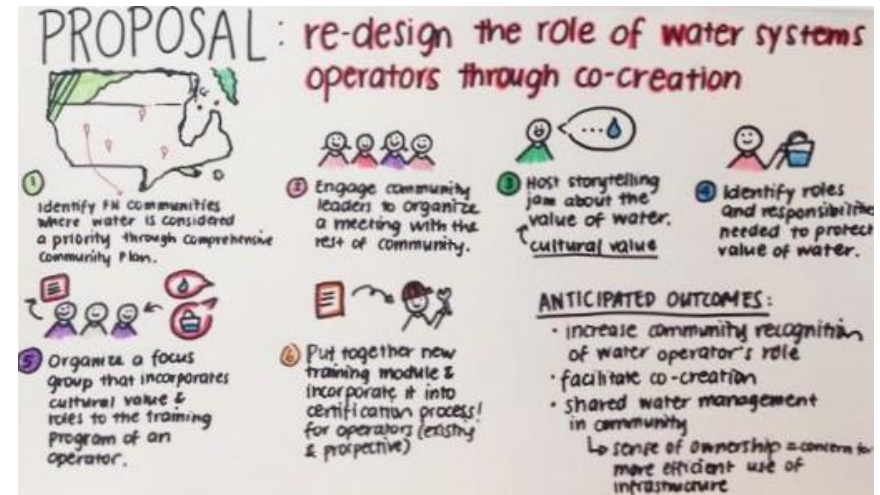 PROPOSAL: re-design the role of water systems
operators through co-creation
1
Identify FN communities
where water is considered
a priority through comprehensive
Community Plan.
2 Engage community
leaders to organize
a meeting with the
rest of community.
3 Host storytelling
jam about the
value of water.
cultural value
4 Identify roles
and responsibilities
needed to protect
value of water.
5 Organize a focus
group that incorporates
cultural value &
roles to the training
program of an
operator.
6 Put together new
training module &
incorporate it into
certification process!
for operators (existing
& prospective)
ANTICIPATED OUTCOMES:
• increase community recognition
of water operator's role
• facilitate co-creation
• shared water management
in community
↳ sense of ownership = concern for
more efficient use of
infrastructure